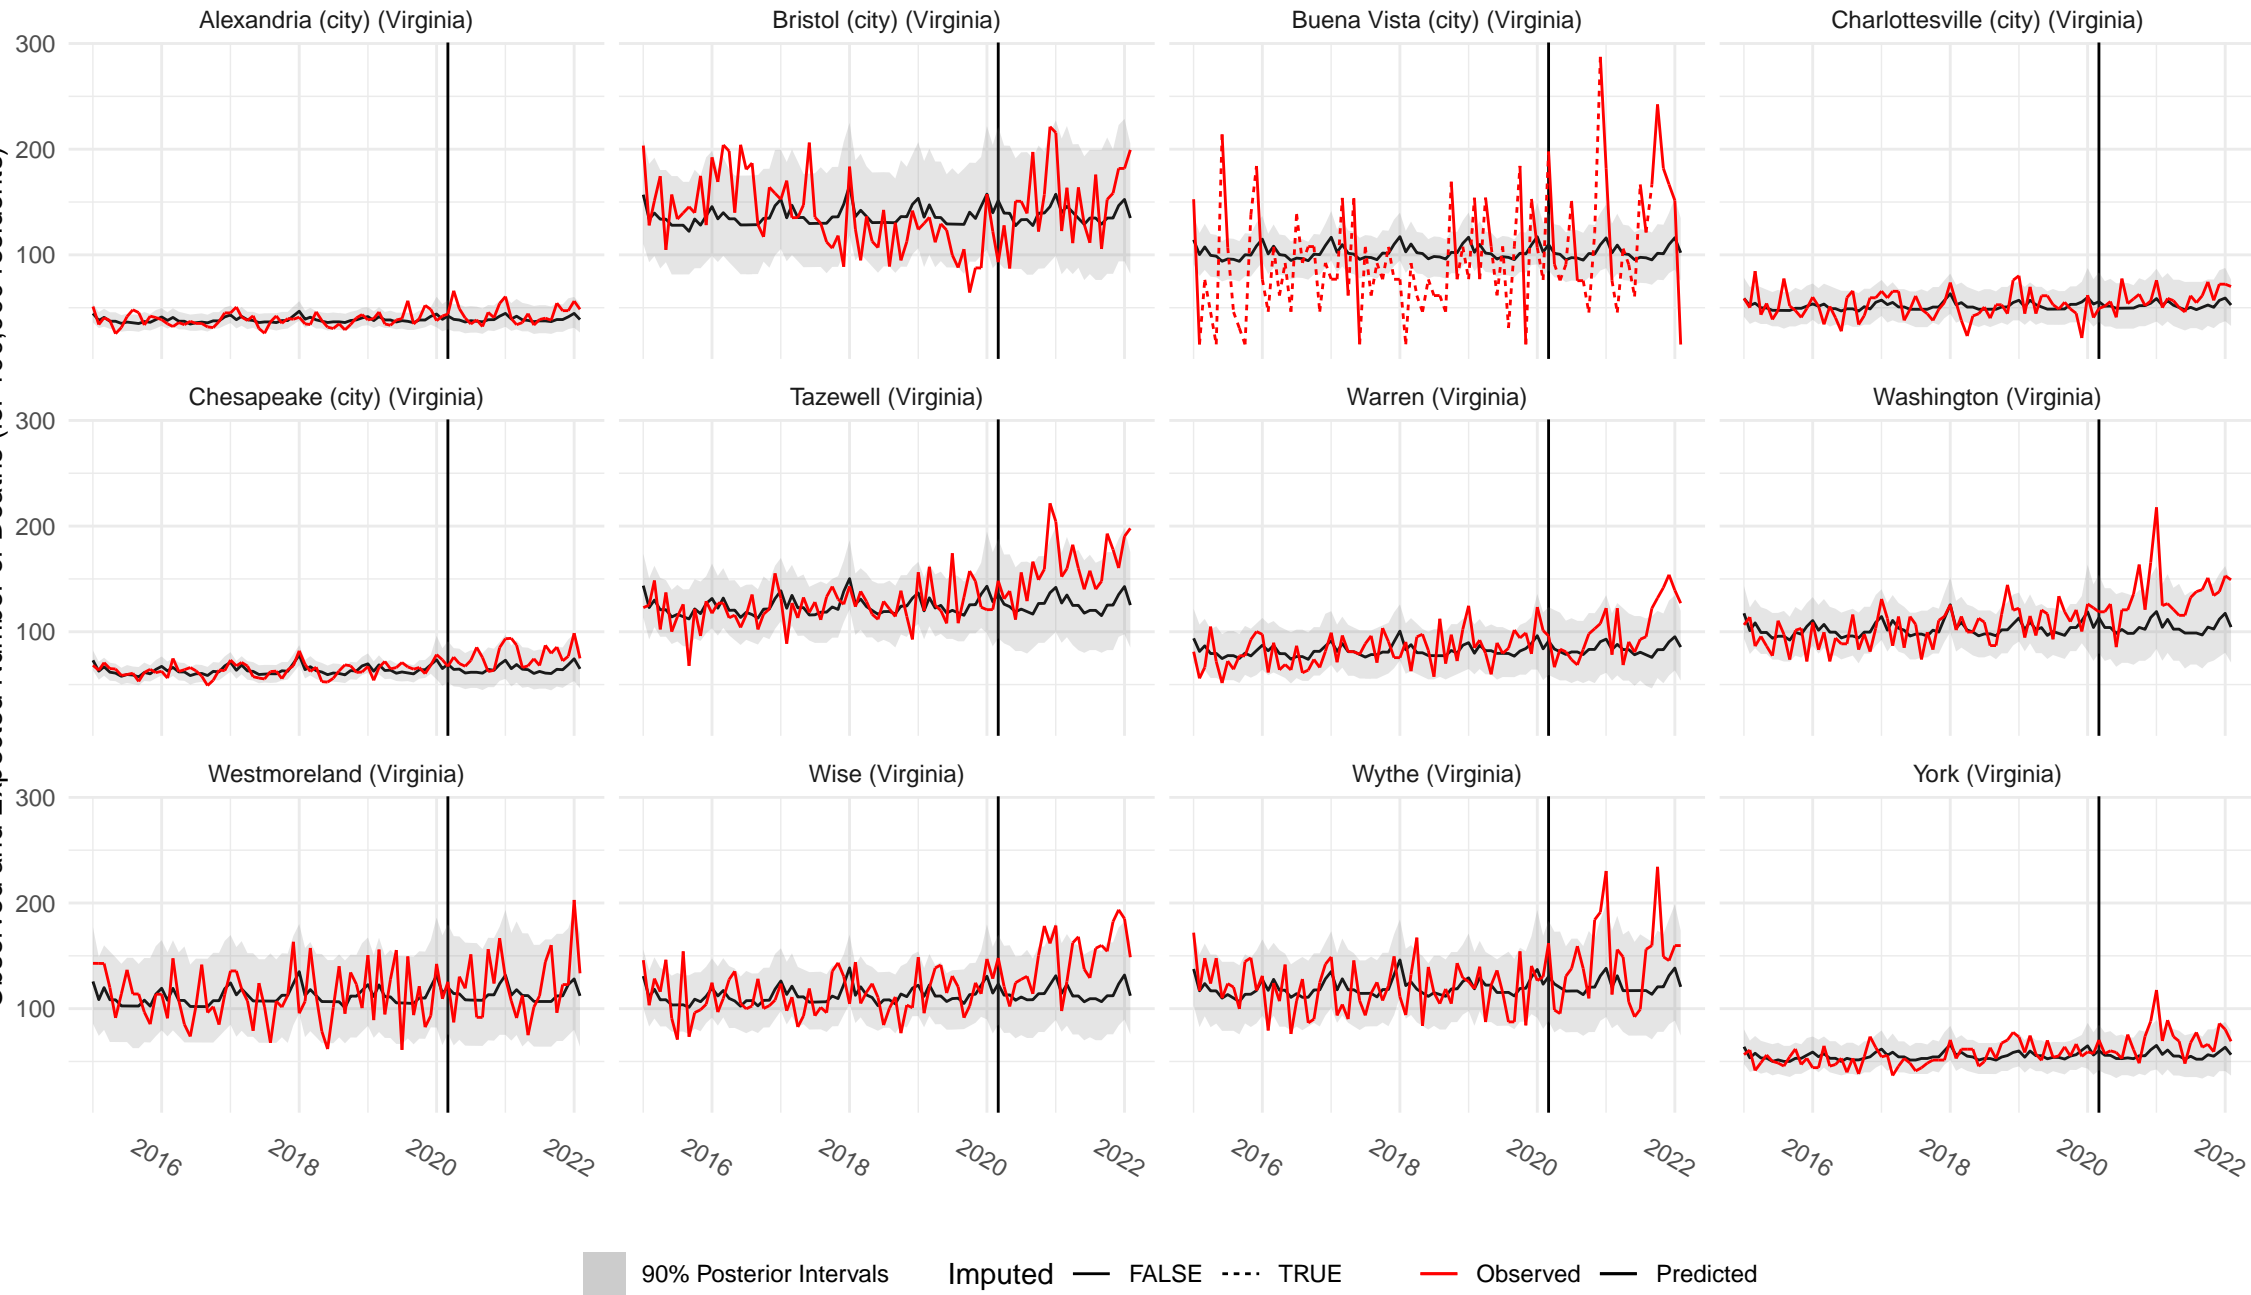 Alexandria (city) (Virginia) Bristol (city) (Virginia) Buena Vista (city) (Virginia) Charlottesville (city) (Virginia)
300
200
100
Chesapeake (city) (Virginia) Tazewell (Virginia) Warren (Virginia) Washington (Virginia)
300
200
100
Westmoreland (Virginia) Wise (Virginia) Wythe (Virginia) York (Virginia)
300
200
100
2016 2018 2020 2022 2016 2018 2020 2022 2016 2018 2020 2022 2016 2018 2020 2022
90% Posterior Intervals Imputed FALSE TRUE Observed Predicted